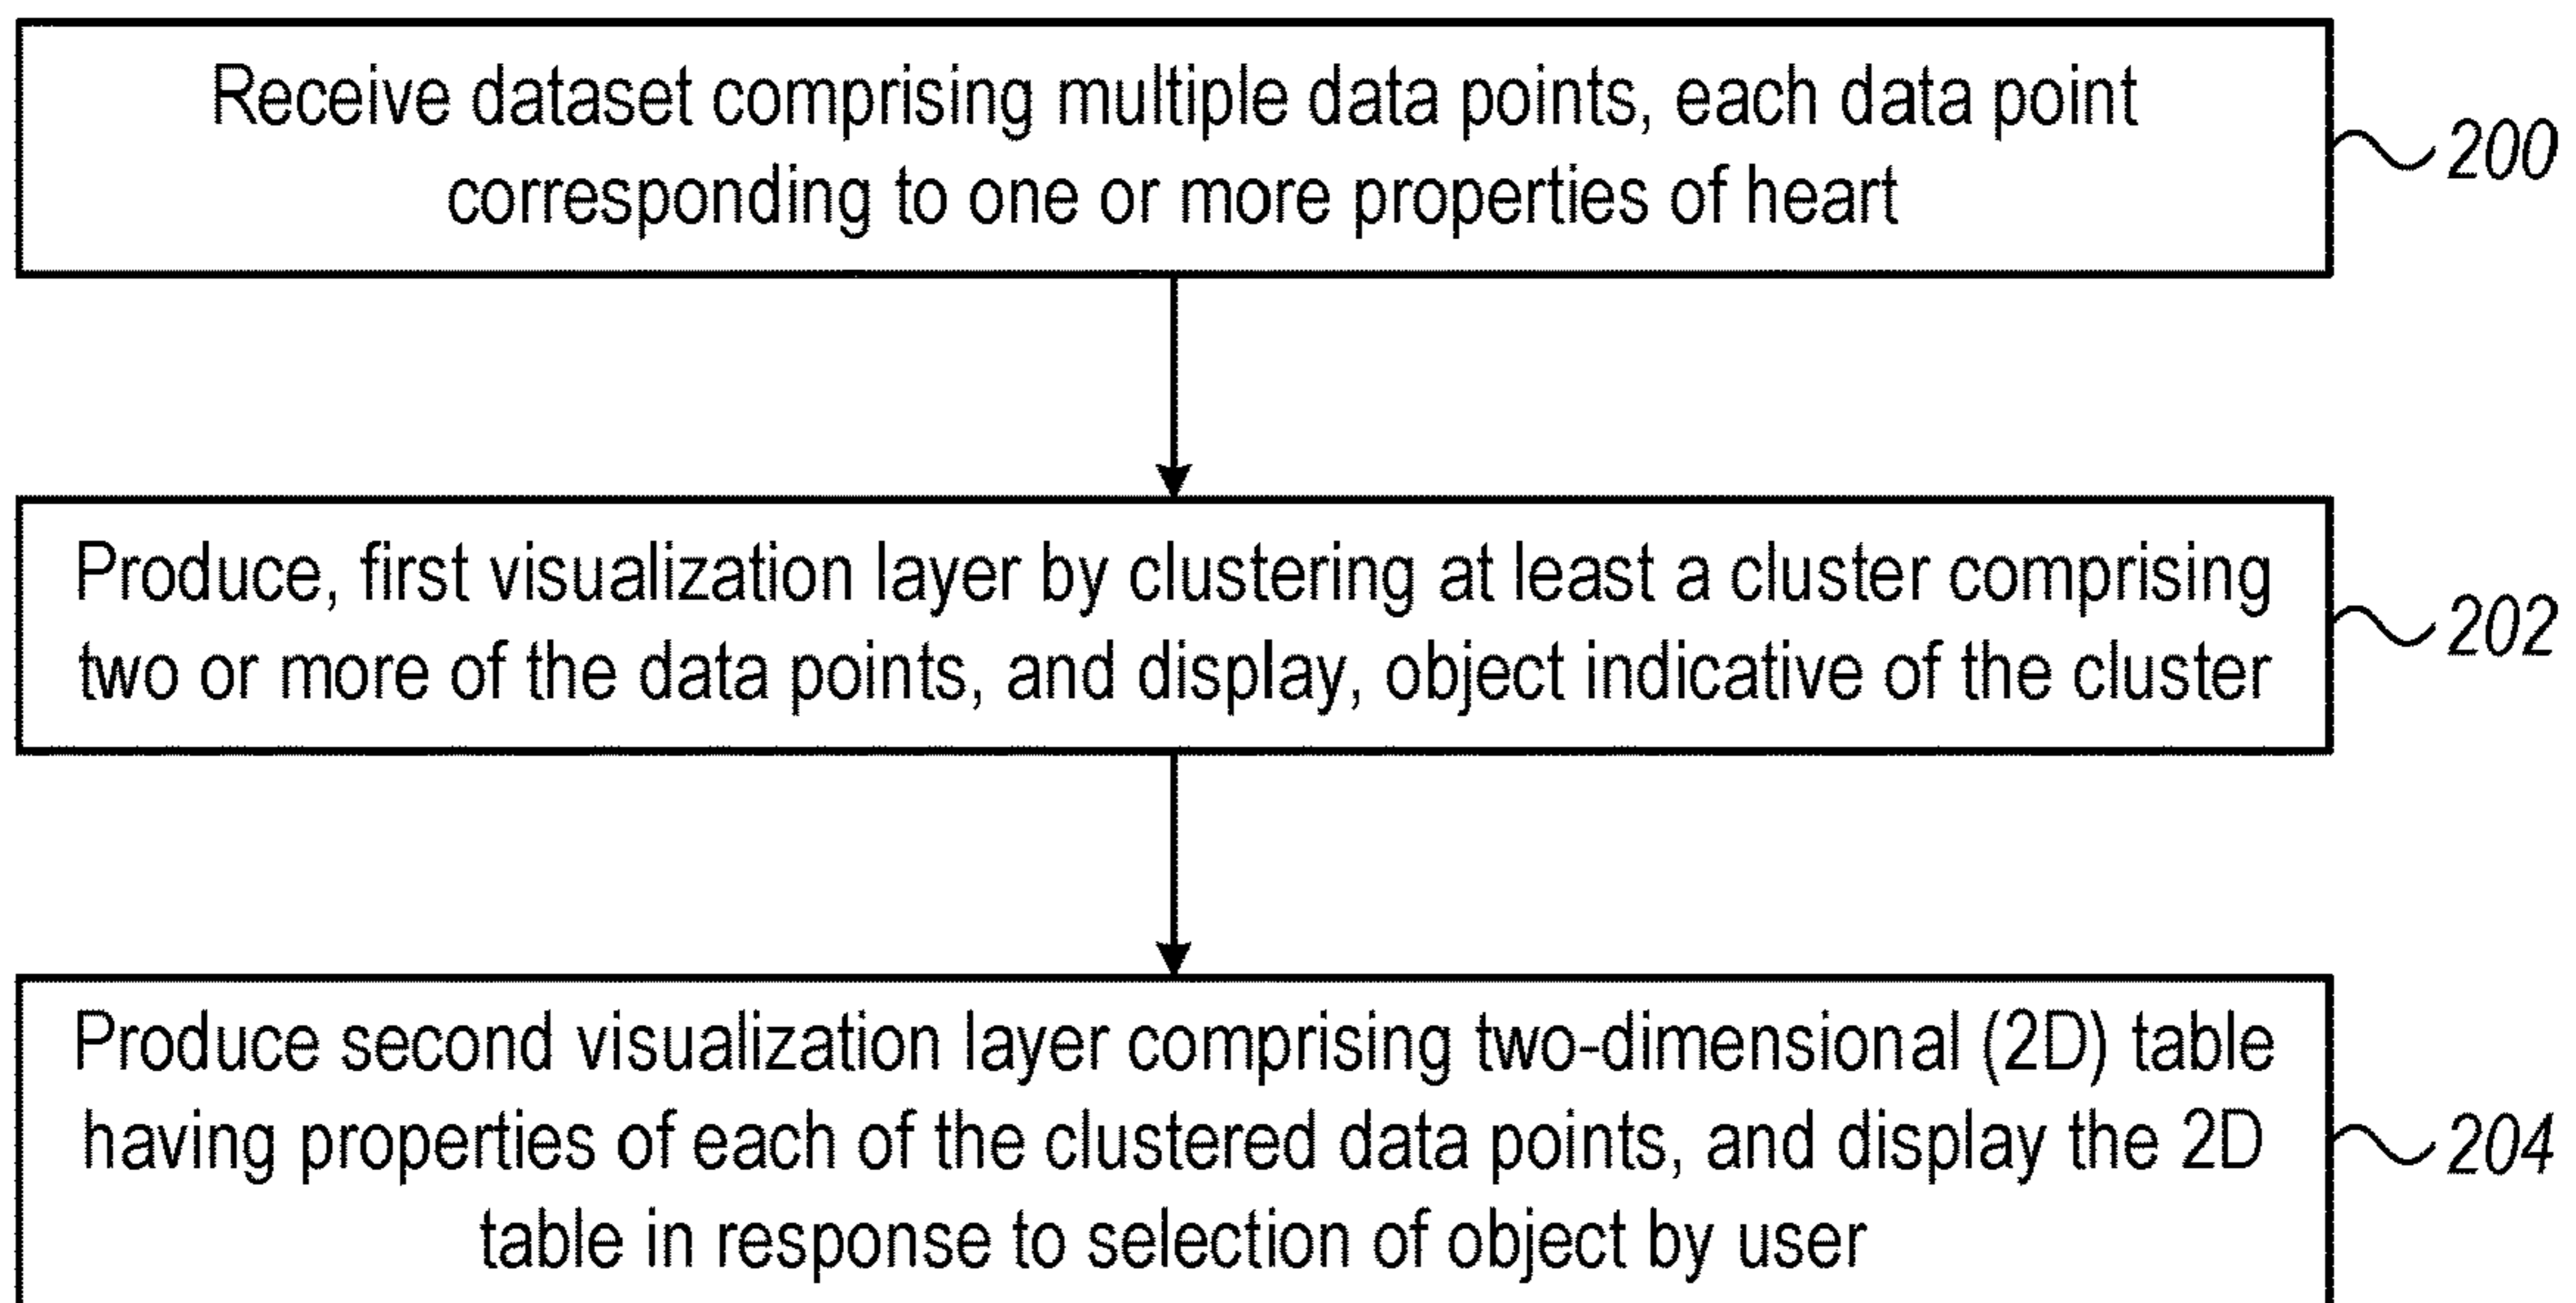 Receive dataset comprising multiple data points, each data point
corresponding to one or more properties of heart
200
Produce, first visualization layer by clustering at least a cluster comprising
two or more of the data points, and display, object indicative of the cluster
202
Produce second visualization layer comprising two-dimensional (2D) table
having properties of each of the clustered data points, and display the 2D
table in response to selection of object by user
204